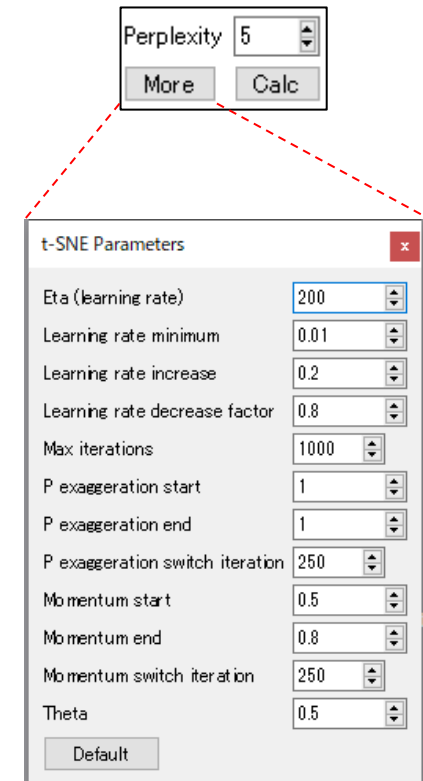 Perplexity 5
More Calc
t-SNE Parameters x
Eta (learning rate) 200
Learning rate minimum 0.01
Learning rate increase 0.2
Learning rate decrease factor 0.8
Max iterations 1000
P exaggeration start 1
P exaggeration end 1
P exaggeration switch iteration 250
Momentum start 0.5
Momentum end 0.8
Momentum switch iteration 250
Theta 0.5
Default